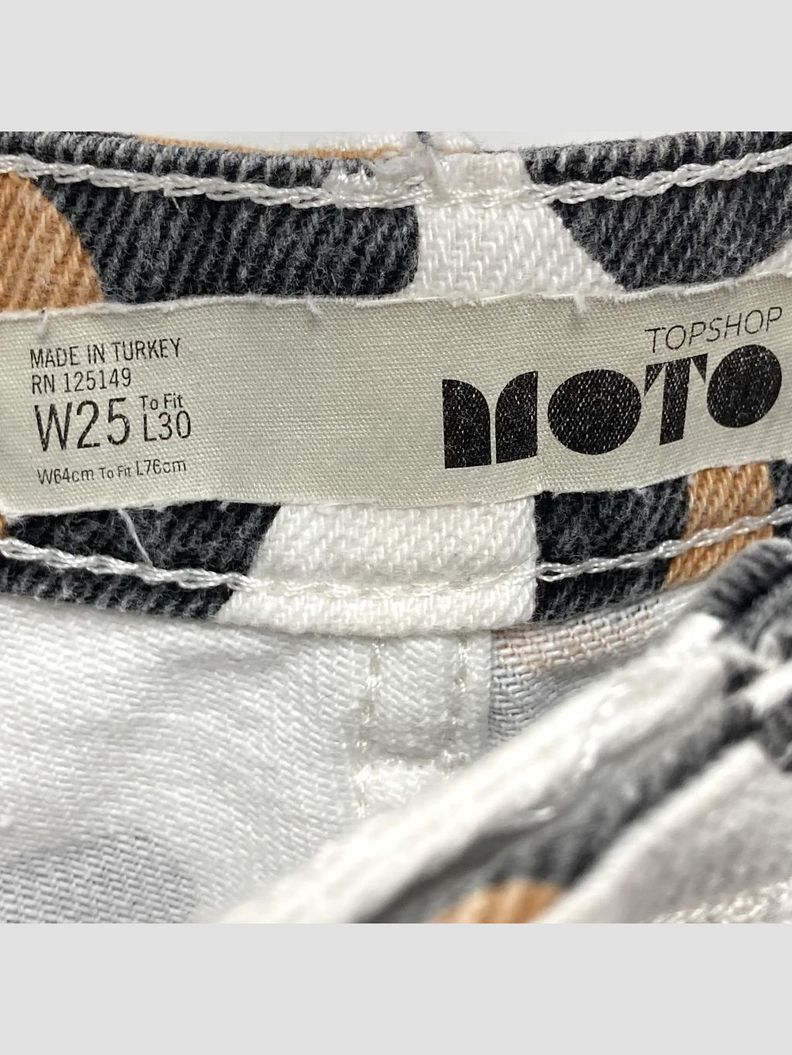 MADE IN TURKEY
RN 125149
W25 To Fit L30
W64cm To Fit L76cm
TOPSHOP
MOTO